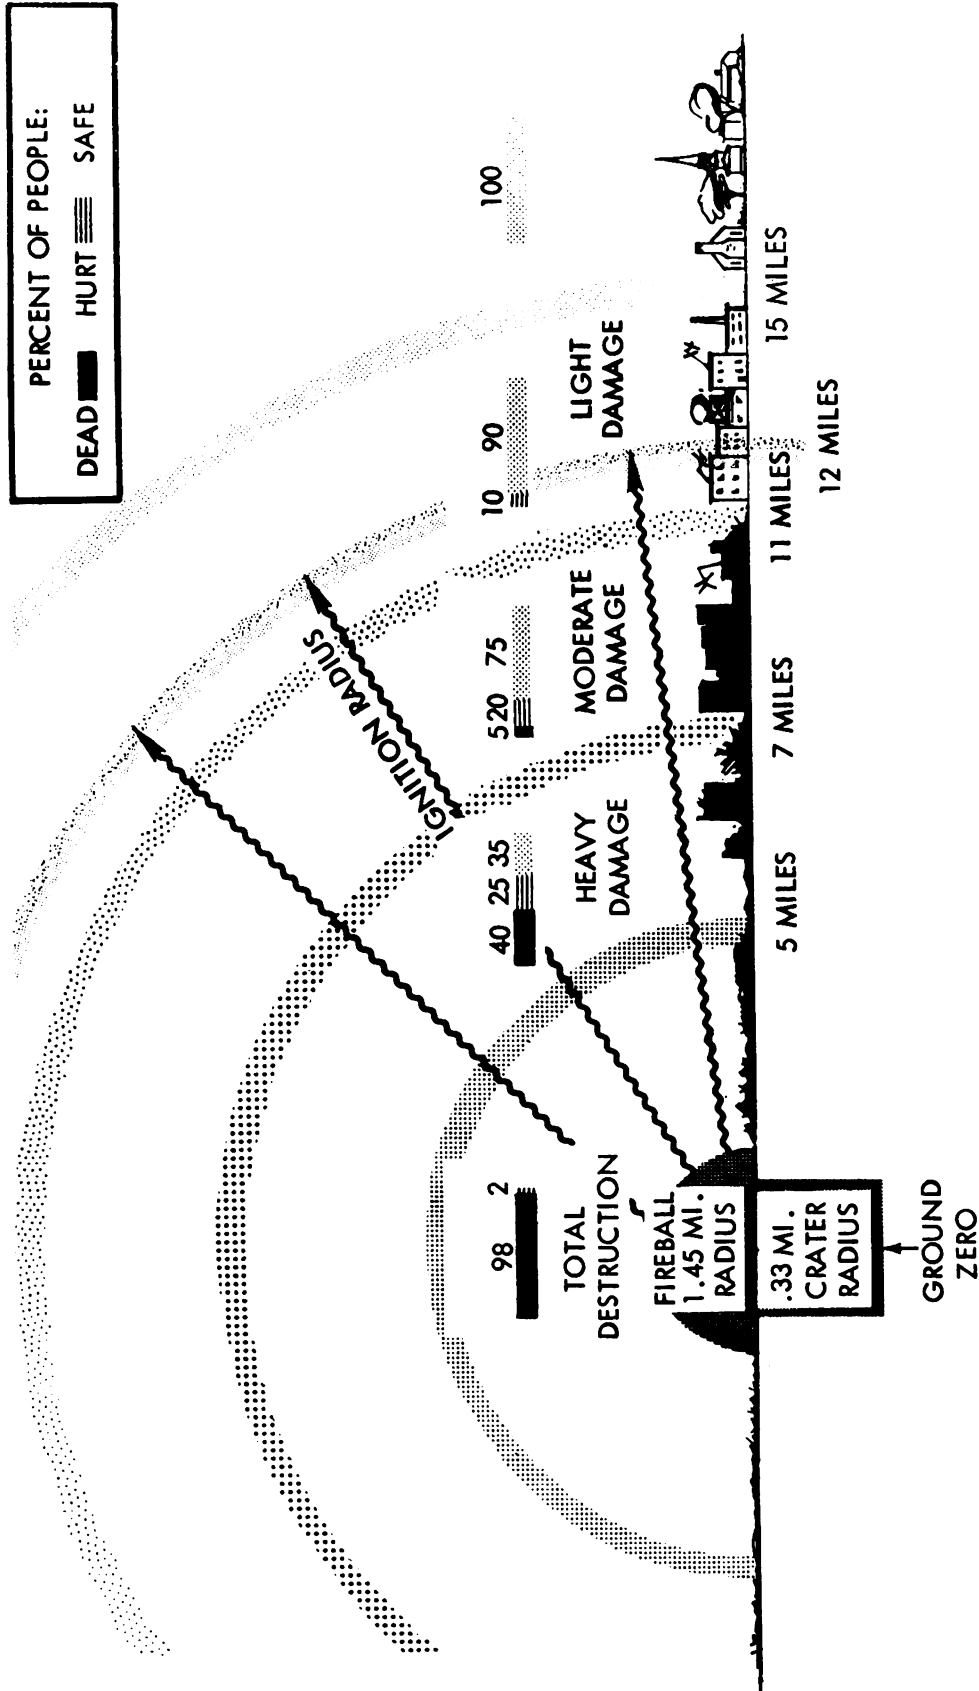 PERCENT OF PEOPLE:
DEAD HURT SAFE
98 2
40 25 35
5 20 75
10 90
100
IGNITION RADIUS
TOTAL
DESTRUCTION
HEAVY
DAMAGE
MODERATE
DAMAGE
LIGHT
DAMAGE
FIREBALL
1.45 MI.
RADIUS
.33 MI.
CRATER
RADIUS
5 MILES
7 MILES
11 MILES
12 MILES
15 MILES
GROUND
ZERO